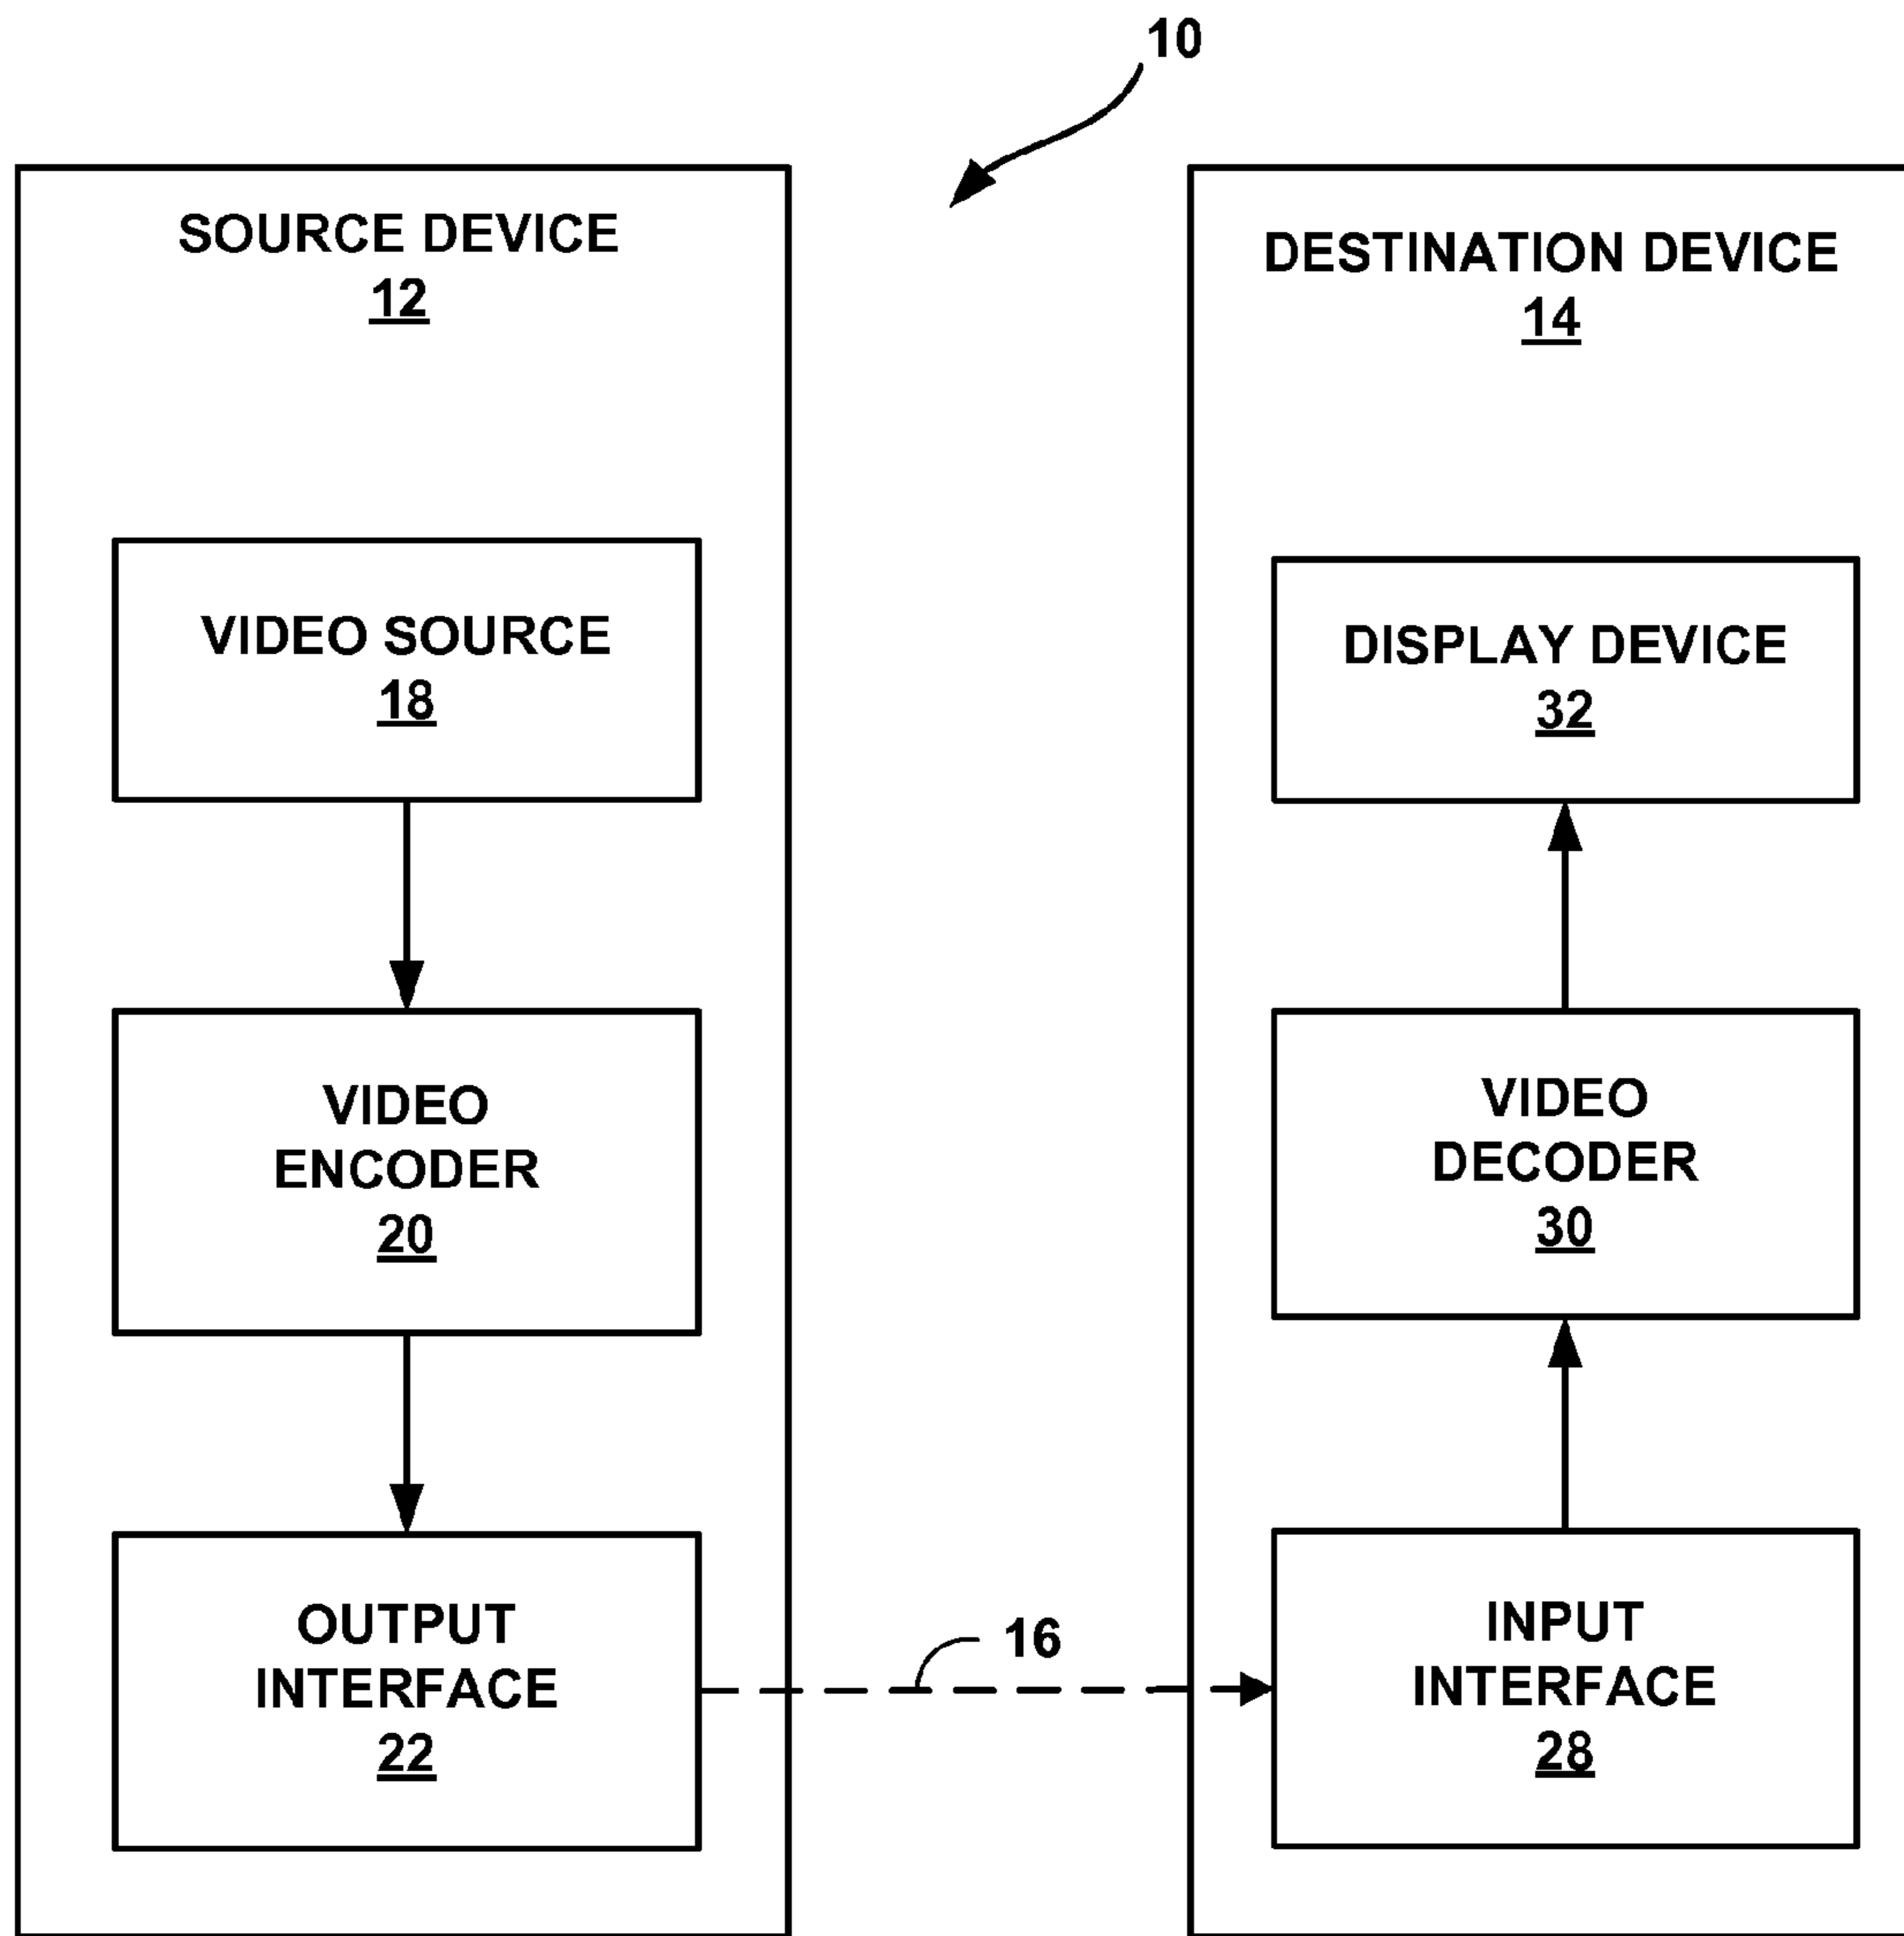 10
SOURCE DEVICE
12
VIDEO SOURCE
18
VIDEO
ENCODER
20
OUTPUT
INTERFACE
22
16
DESTINATION DEVICE
14
DISPLAY DEVICE
32
VIDEO
DECODER
30
INPUT
INTERFACE
28